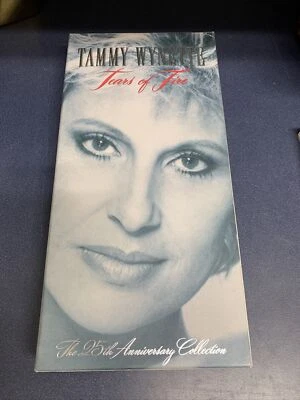 TAMMY WYNETTE
Tears of Fire
The 25th Anniversary Collection